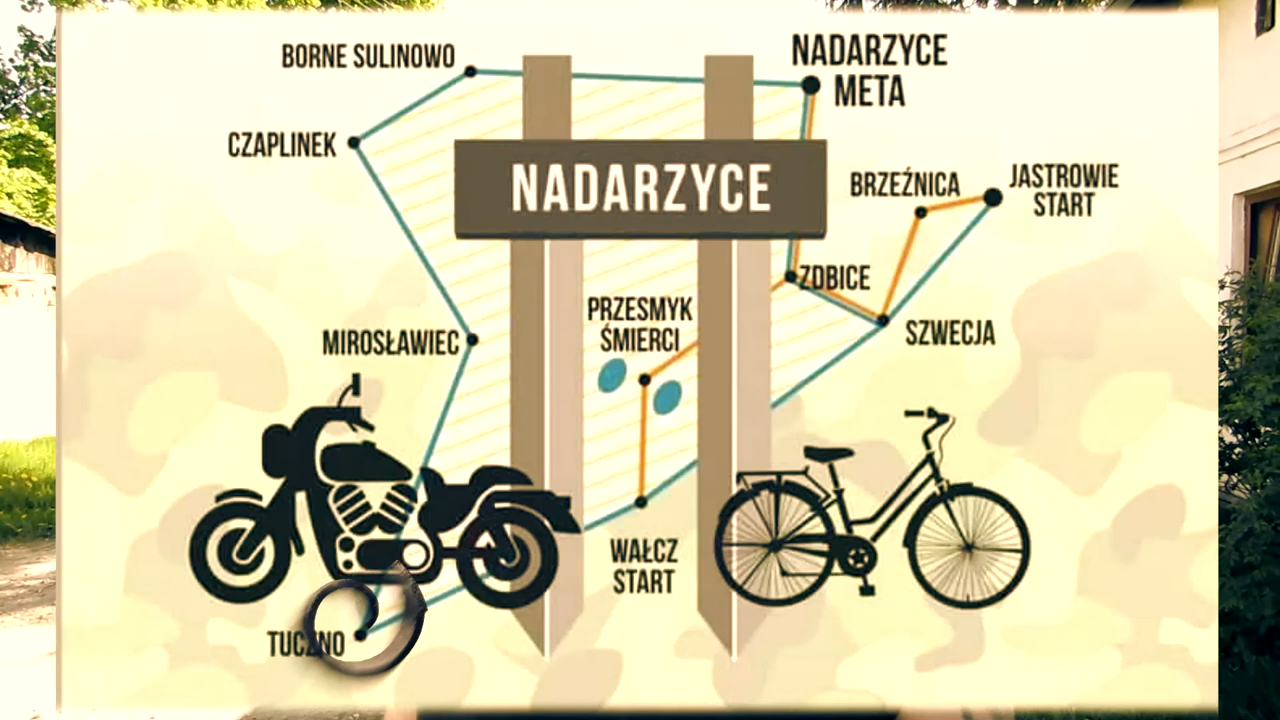 BORNE SULINOWO
NADARZYCE
META
CZAPLINEK
NADARZYCE
BRZEŹNICA
JASTROWIE
START
ZDBICE
PRZESMYK
ŚMIERCI
SZWECJA
MIROSŁAWIEC
WAŁCZ
START
TUCZNO